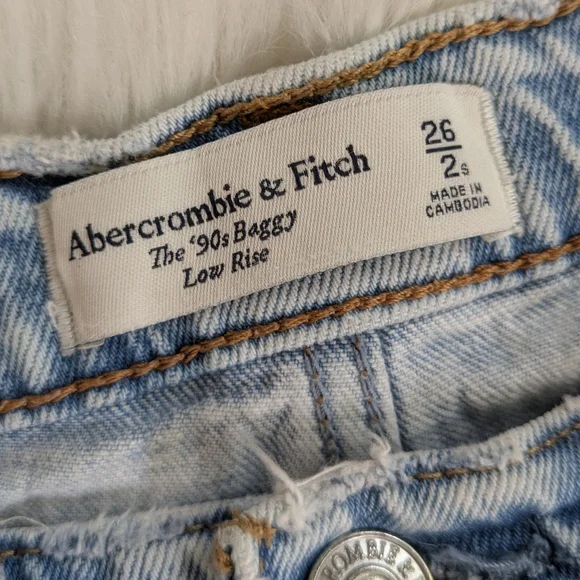 Abercrombie & Fitch
The '90s Baggy
Low Rise
26
2s
MADE IN
CAMBODIA